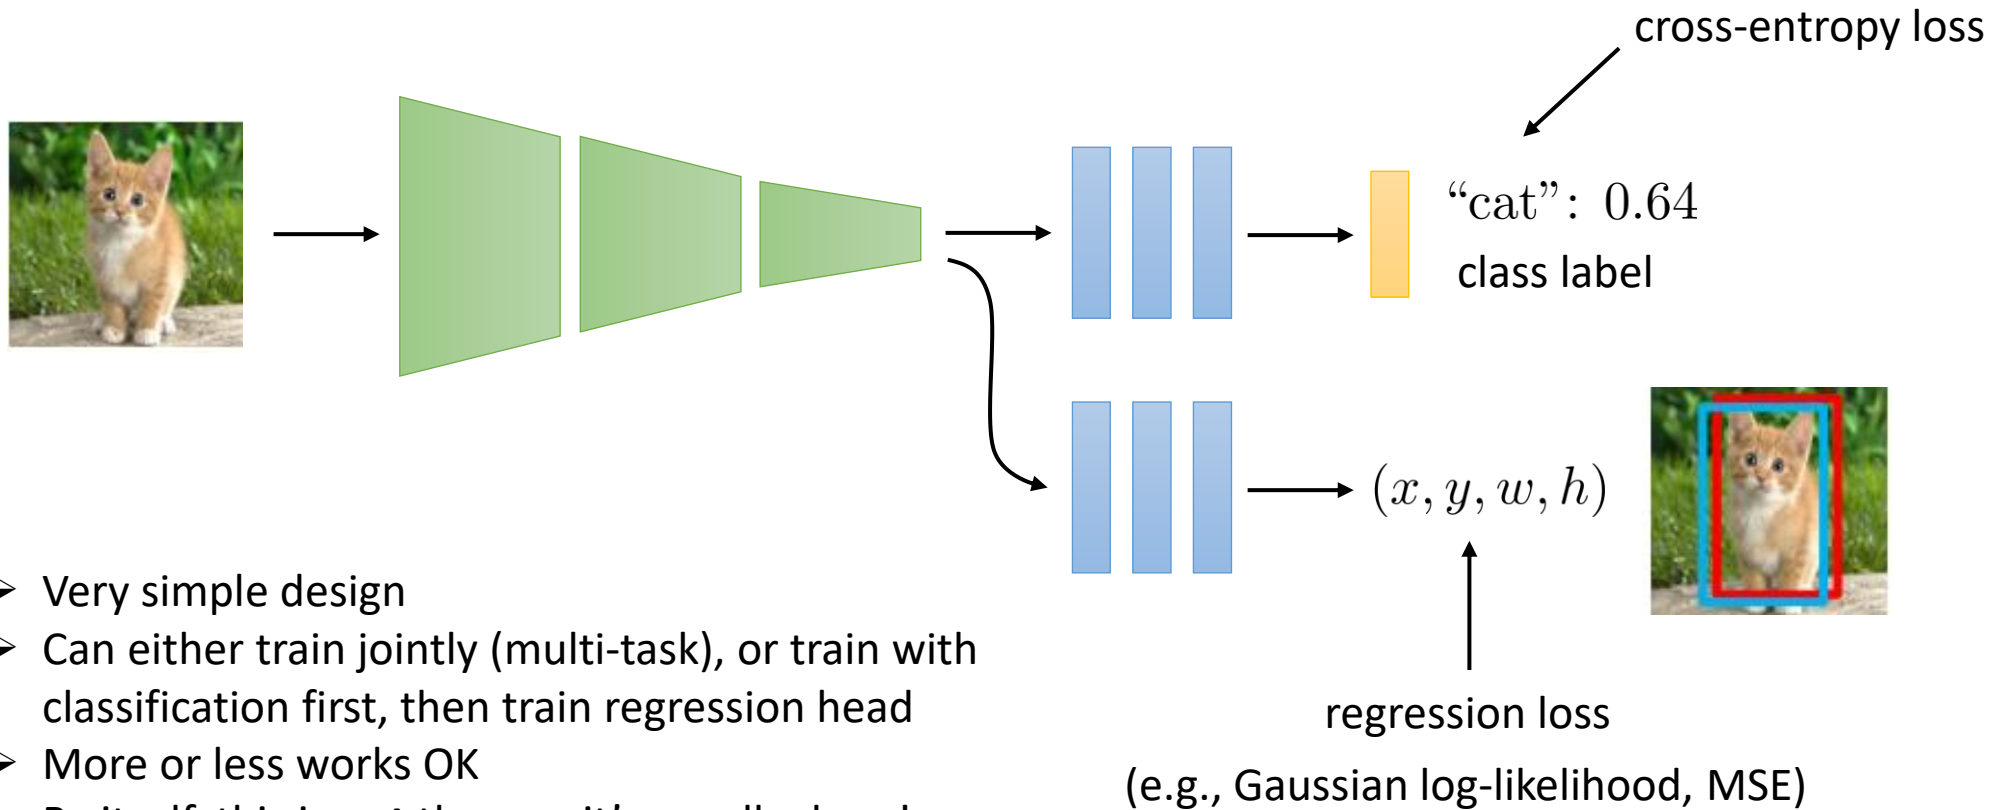 cross-entropy loss
“cat”: 0.64
class label
(x, y, w, h)
➢ Very simple design
➢ Can either train jointly (multi-task), or train with
classification first, then train regression head
➢ More or less works OK
regression loss
(e.g., Gaussian log-likelihood, MSE)